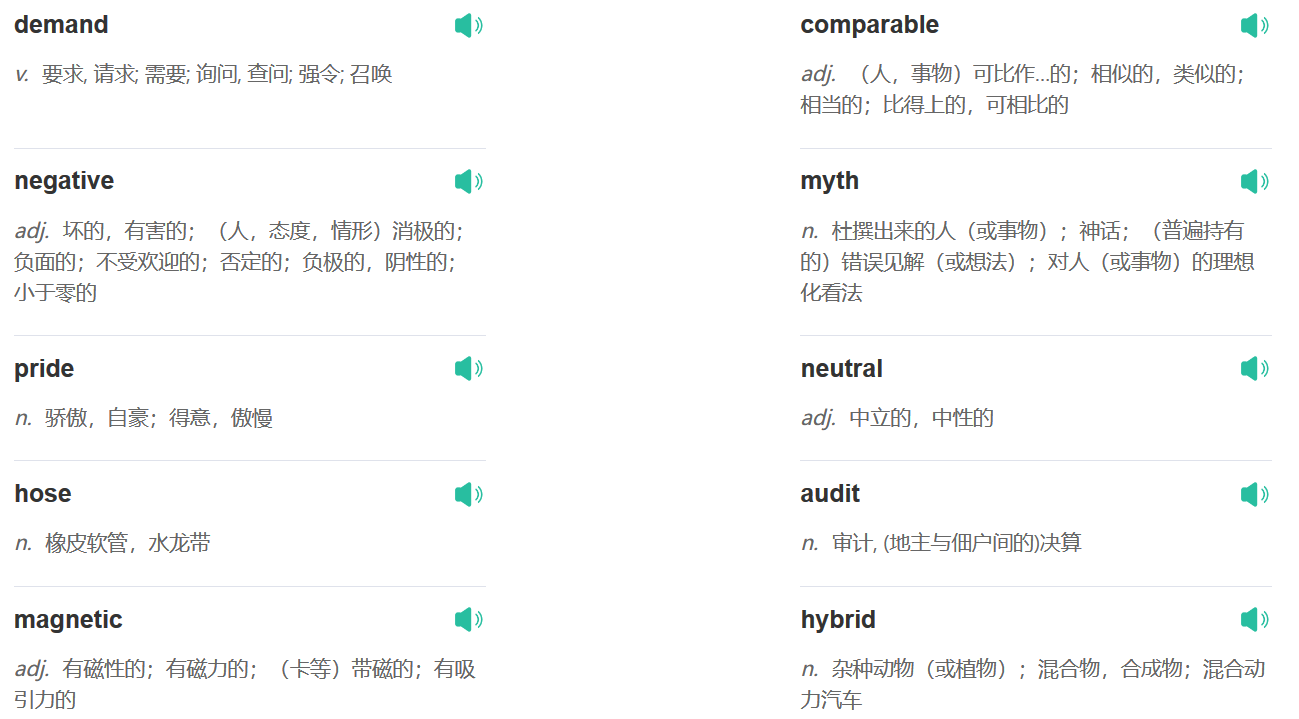 demand
v. 要求, 请求; 需要; 询问, 查问; 强令; 召唤
comparable
adj. （人，事物）可比作...的；相似的，类似的；
相当的；比得上的，可相比的
negative
adj. 坏的，有害的；（人，态度，情形）消极的；
负面的；不受欢迎的；否定的；负极的，阴性的；
小于零的
myth
n. 杜撰出来的人（或事物）；神话；（普遍持有
的）错误见解（或想法）；对人（或事物）的理想
化看法
pride
n. 骄傲，自豪；得意，傲慢
neutral
adj. 中立的，中性的
hose
n. 橡皮软管，水龙带
audit
n. 审计, (地主与佃户间的)决算
magnetic
adj. 有磁性的；有磁力的；（卡等）带磁的；有吸
引力的
hybrid
n. 杂种动物（或植物）；混合物，合成物；混合动
力汽车